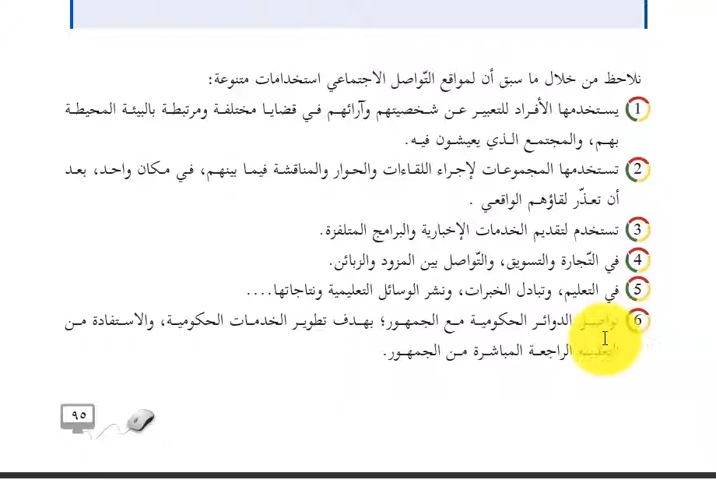 نلاحظ من خلال ما سبق أن لمواقع التّواصل الاجتماعي استخدامات متنوعة:
1 يستخدمها الأفراد للتعبير عن شخصيتهم وآرائهم في قضايا مختلفة ومرتبطة بالبيئة المحيطة
بهم، والمجتمع الذي يعيشون فيه.
2 تستخدمها المجموعات لإجراء اللقاءات والحوار والمناقشة فيما بينهم، في مكان واحد، بعد
أن تعذّر لقاؤهم الواقعي .
3 تستخدم لتقديم الخدمات الإخبارية والبرامج المتلفزة.
4 في التّجارة والتسويق، والتّواصل بين المزود والزبائن.
5 في التعليم، وتبادل الخبرات، ونشر الوسائل التعليمية ونتاجاتها....
6 تواصل الدوائر الحكومية مع الجمهور؛ بهدف تطوير الخدمات الحكومية، والاستفادة من
التغذية الراجعة المباشرة من الجمهور.
٩٥